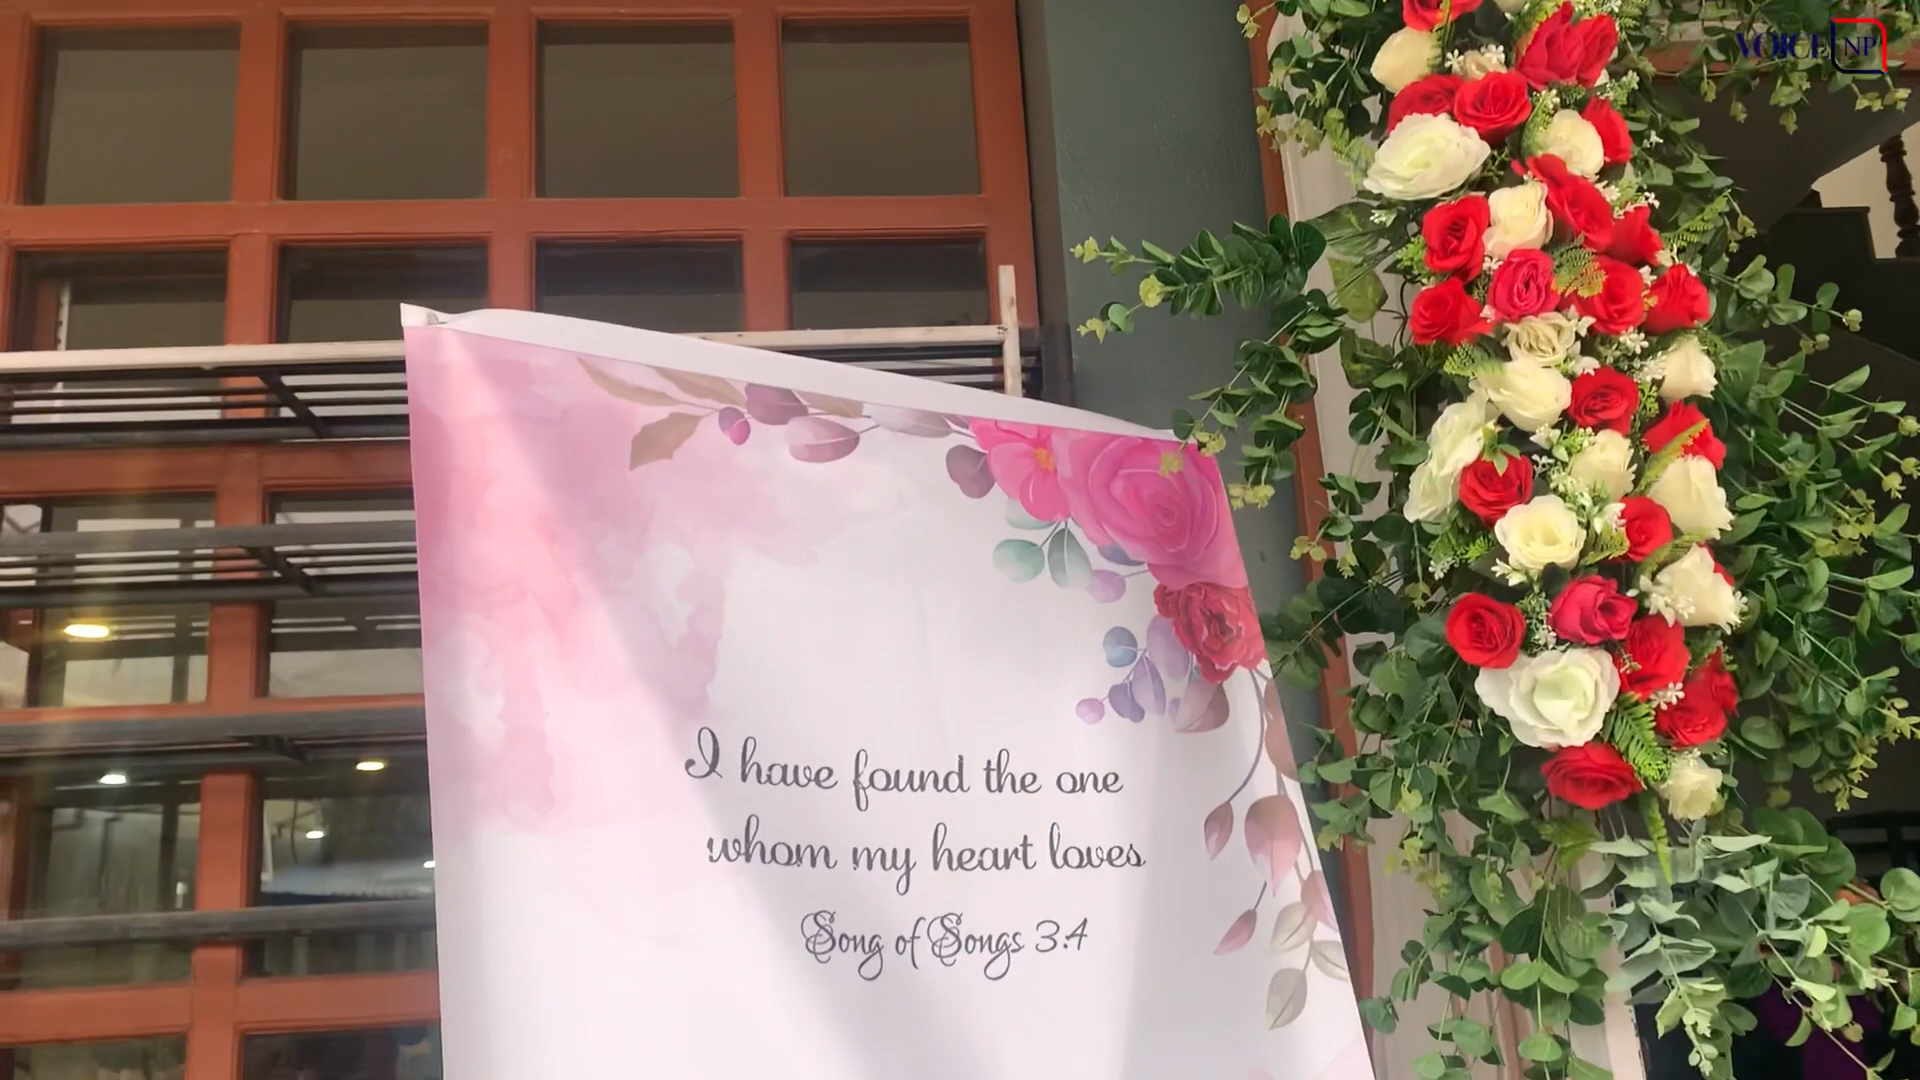 VOICE NP
I have found the one
whom my heart loves
Song of Songs 3:4